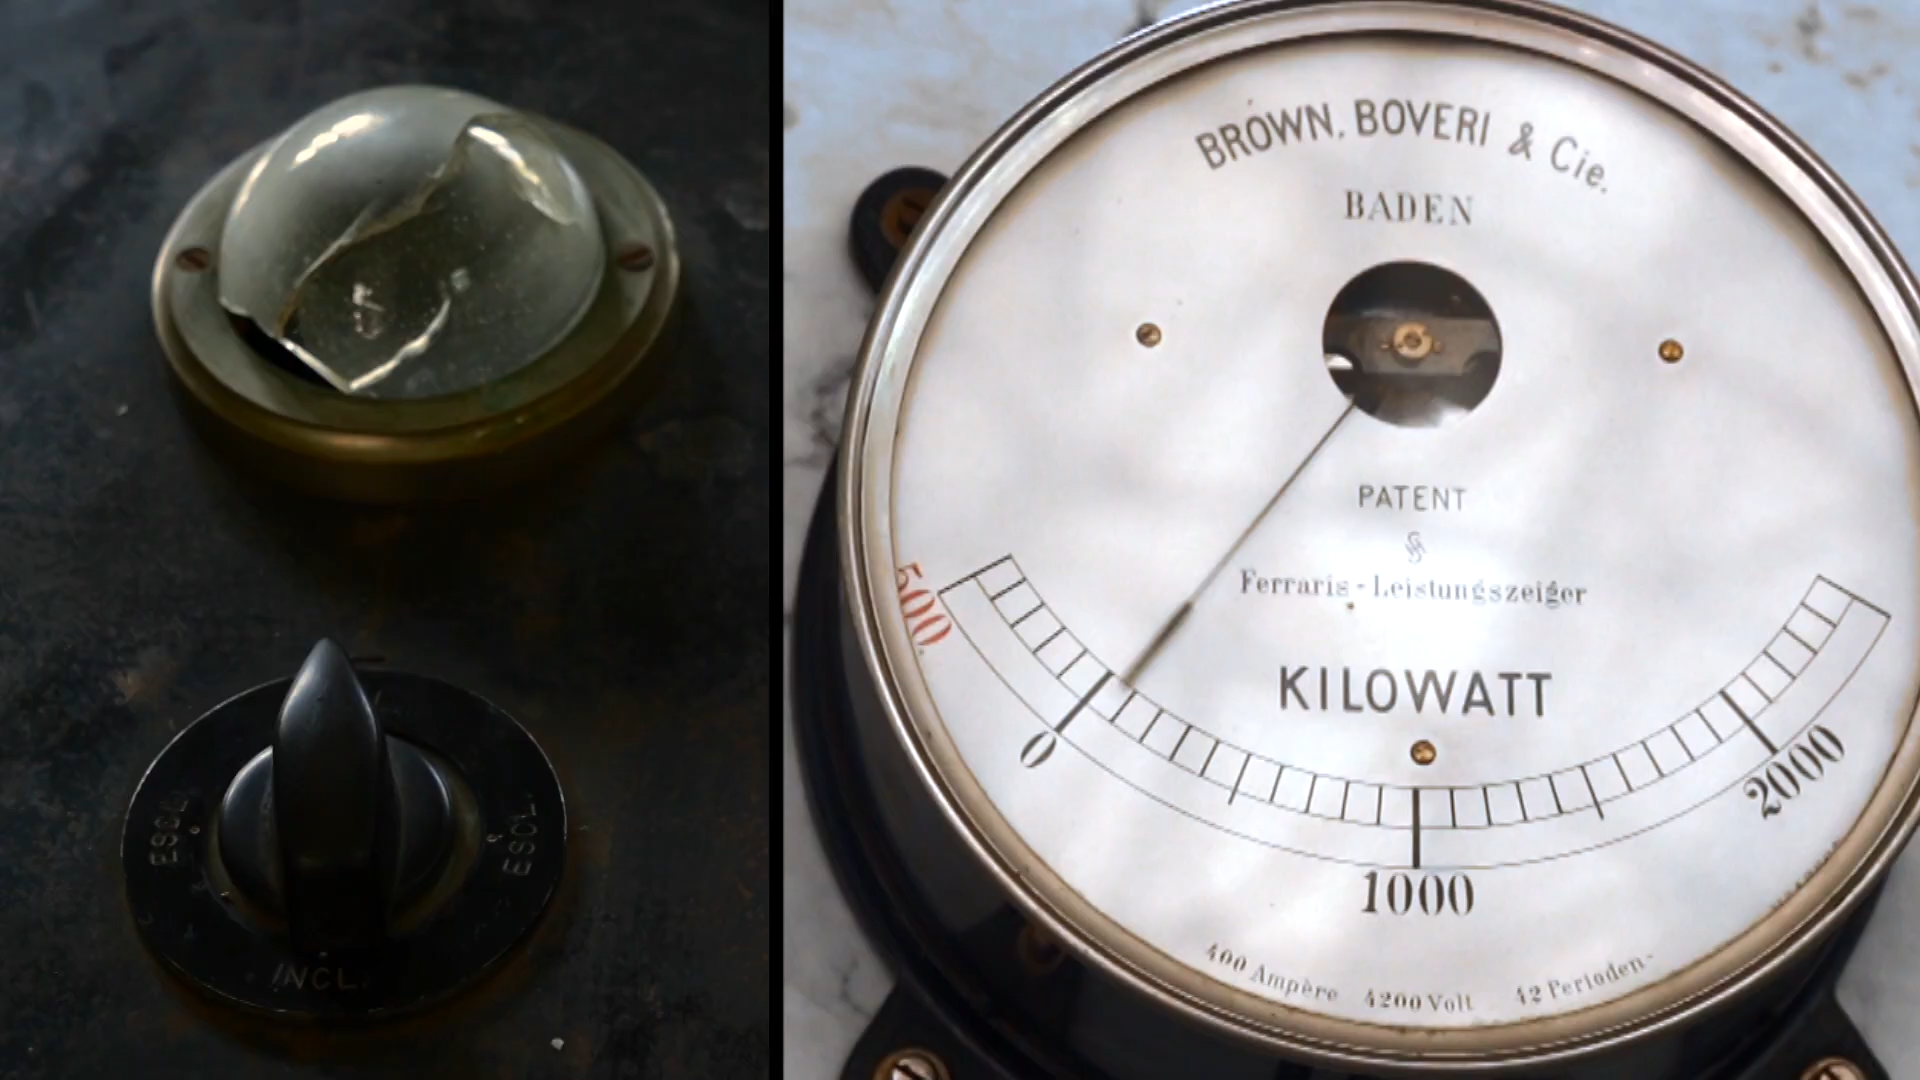 ESCL.
ESCL.
INCL.
BROWN, BOVERI & Cie.
BADEN
PATENT
Ferraris-Leistungszeiger
KILOWATT
500.
0
1000
2000
400 Ampère 4200 Volt 42 Perioden